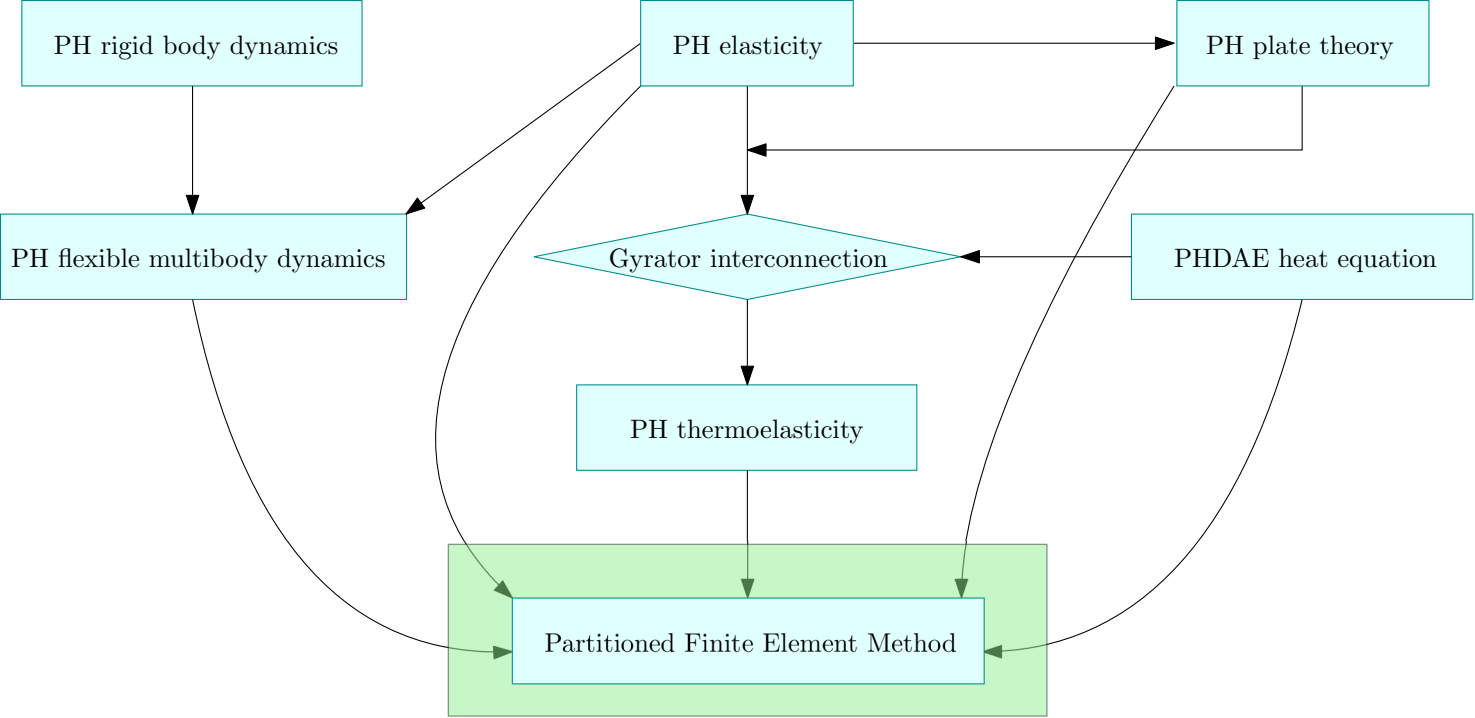 PH rigid body dynamics
PH elasticity
PH plate theory
PH flexible multibody dynamics
Gyrator interconnection
PHDAE heat equation
PH thermoelasticity
Partitioned Finite Element Method